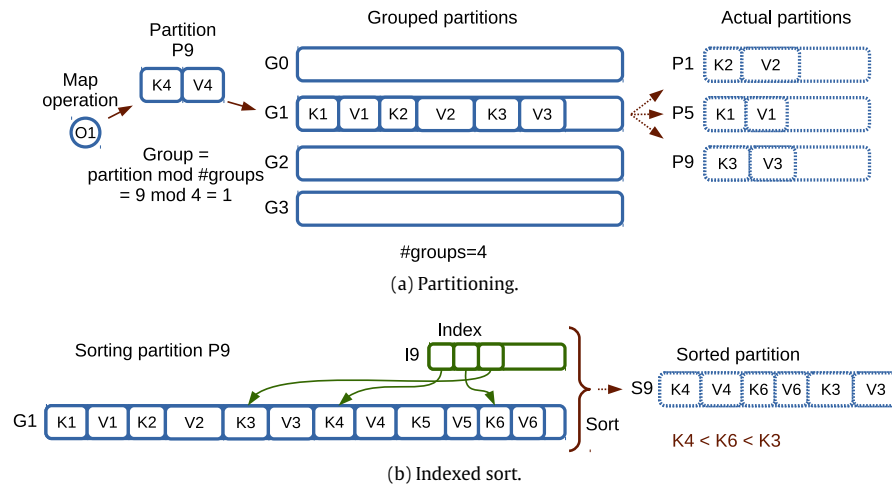 Partition
P9
K4 V4
Map
operation
O1
Group =
partition mod #groups
= 9 mod 4 = 1
Grouped partitions
G0
G1 K1 V1 K2 V2 K3 V3
G2
G3
#groups=4
Actual partitions
P1 K2 V2
P5 K1 V1
P9 K3 V3
(a) Partitioning.
Sorting partition P9
Index
I9
G1 K1 V1 K2 V2 K3 V3 K4 V4 K5 V5 K6 V6
Sort
Sorted partition
S9 K4 V4 K6 V6 K3 V3
K4 < K6 < K3
(b) Indexed sort.